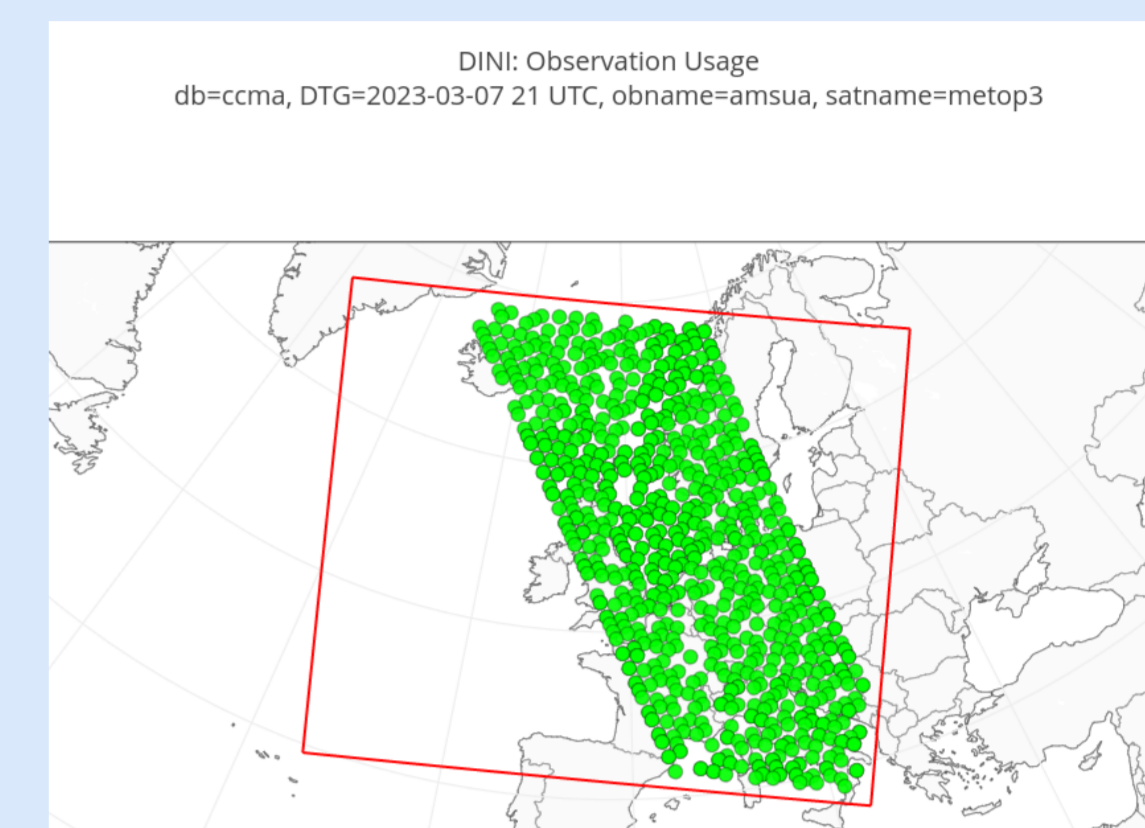 DINI: Observation Usage
db=ccma, DTG=2023-03-07 21 UTC, obname=amsua, satname=metop3